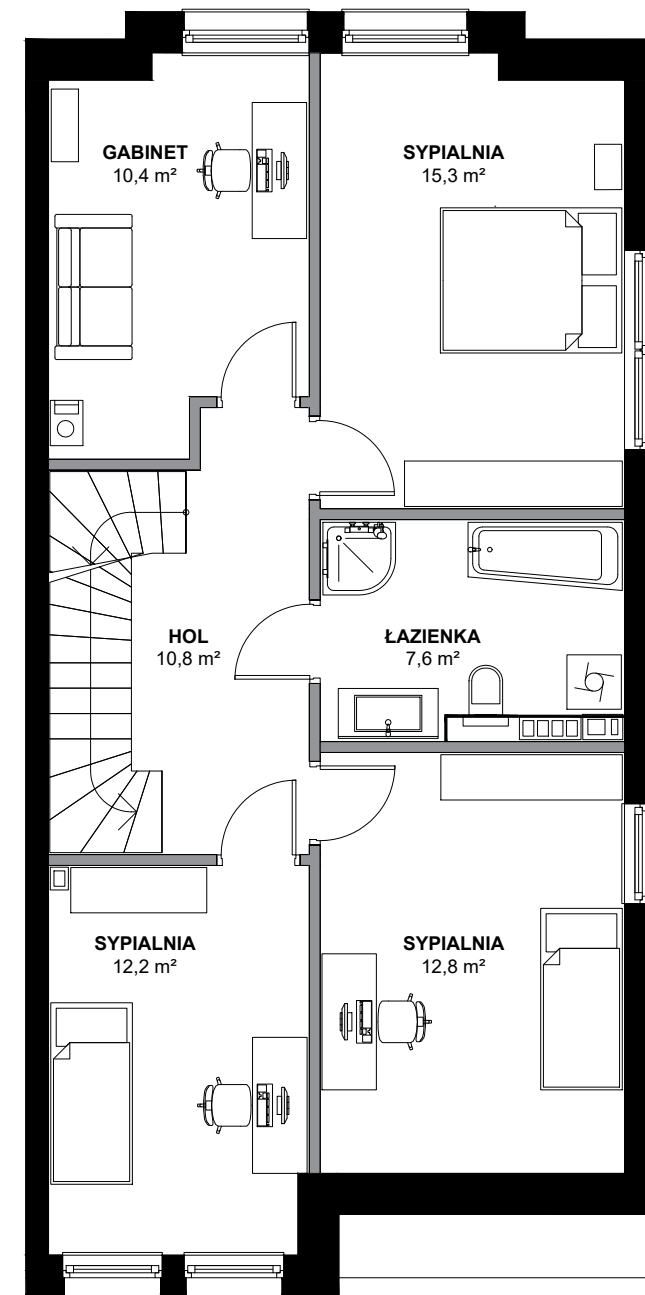 GABINET
10,4 m²
SYPIALNIA
15,3 m²
HOL
10,8 m²
ŁAZIENKA
7,6 m²
SYPIALNIA
12,2 m²
SYPIALNIA
12,8 m²